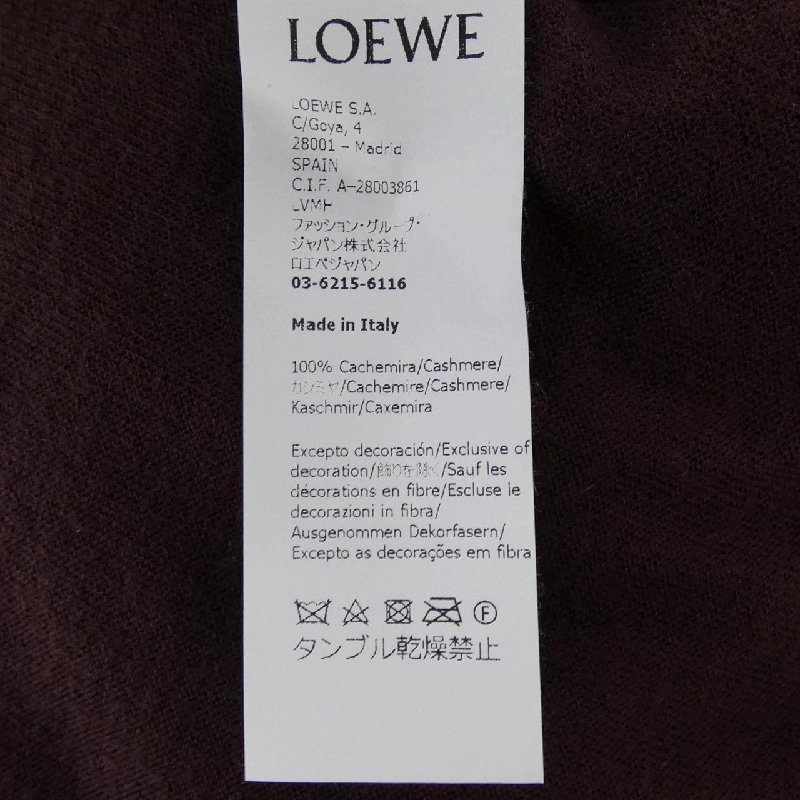 LOEWE
LOEWE S.A.
C/Goya, 4
28001 – Madrid
SPAIN
C.I.F. A–28003861
LVMH
ファッション・グループ・
ジャパン株式会社
ロエベジャパン
03-6215-6116
Made in Italy
100% Cachemira/Cashmere/
カシミヤ/Cachemire/Cashmere/
Kaschmir/Caxemira
Excepto decoración/Exclusive of
decoration/飾りを除く/Sauf les
décorations en fibre/Escluse le
decorazioni in fibra/
Ausgenommen Dekorfasern/
Excepto as decorações em fibra
F
タンブル乾燥禁止